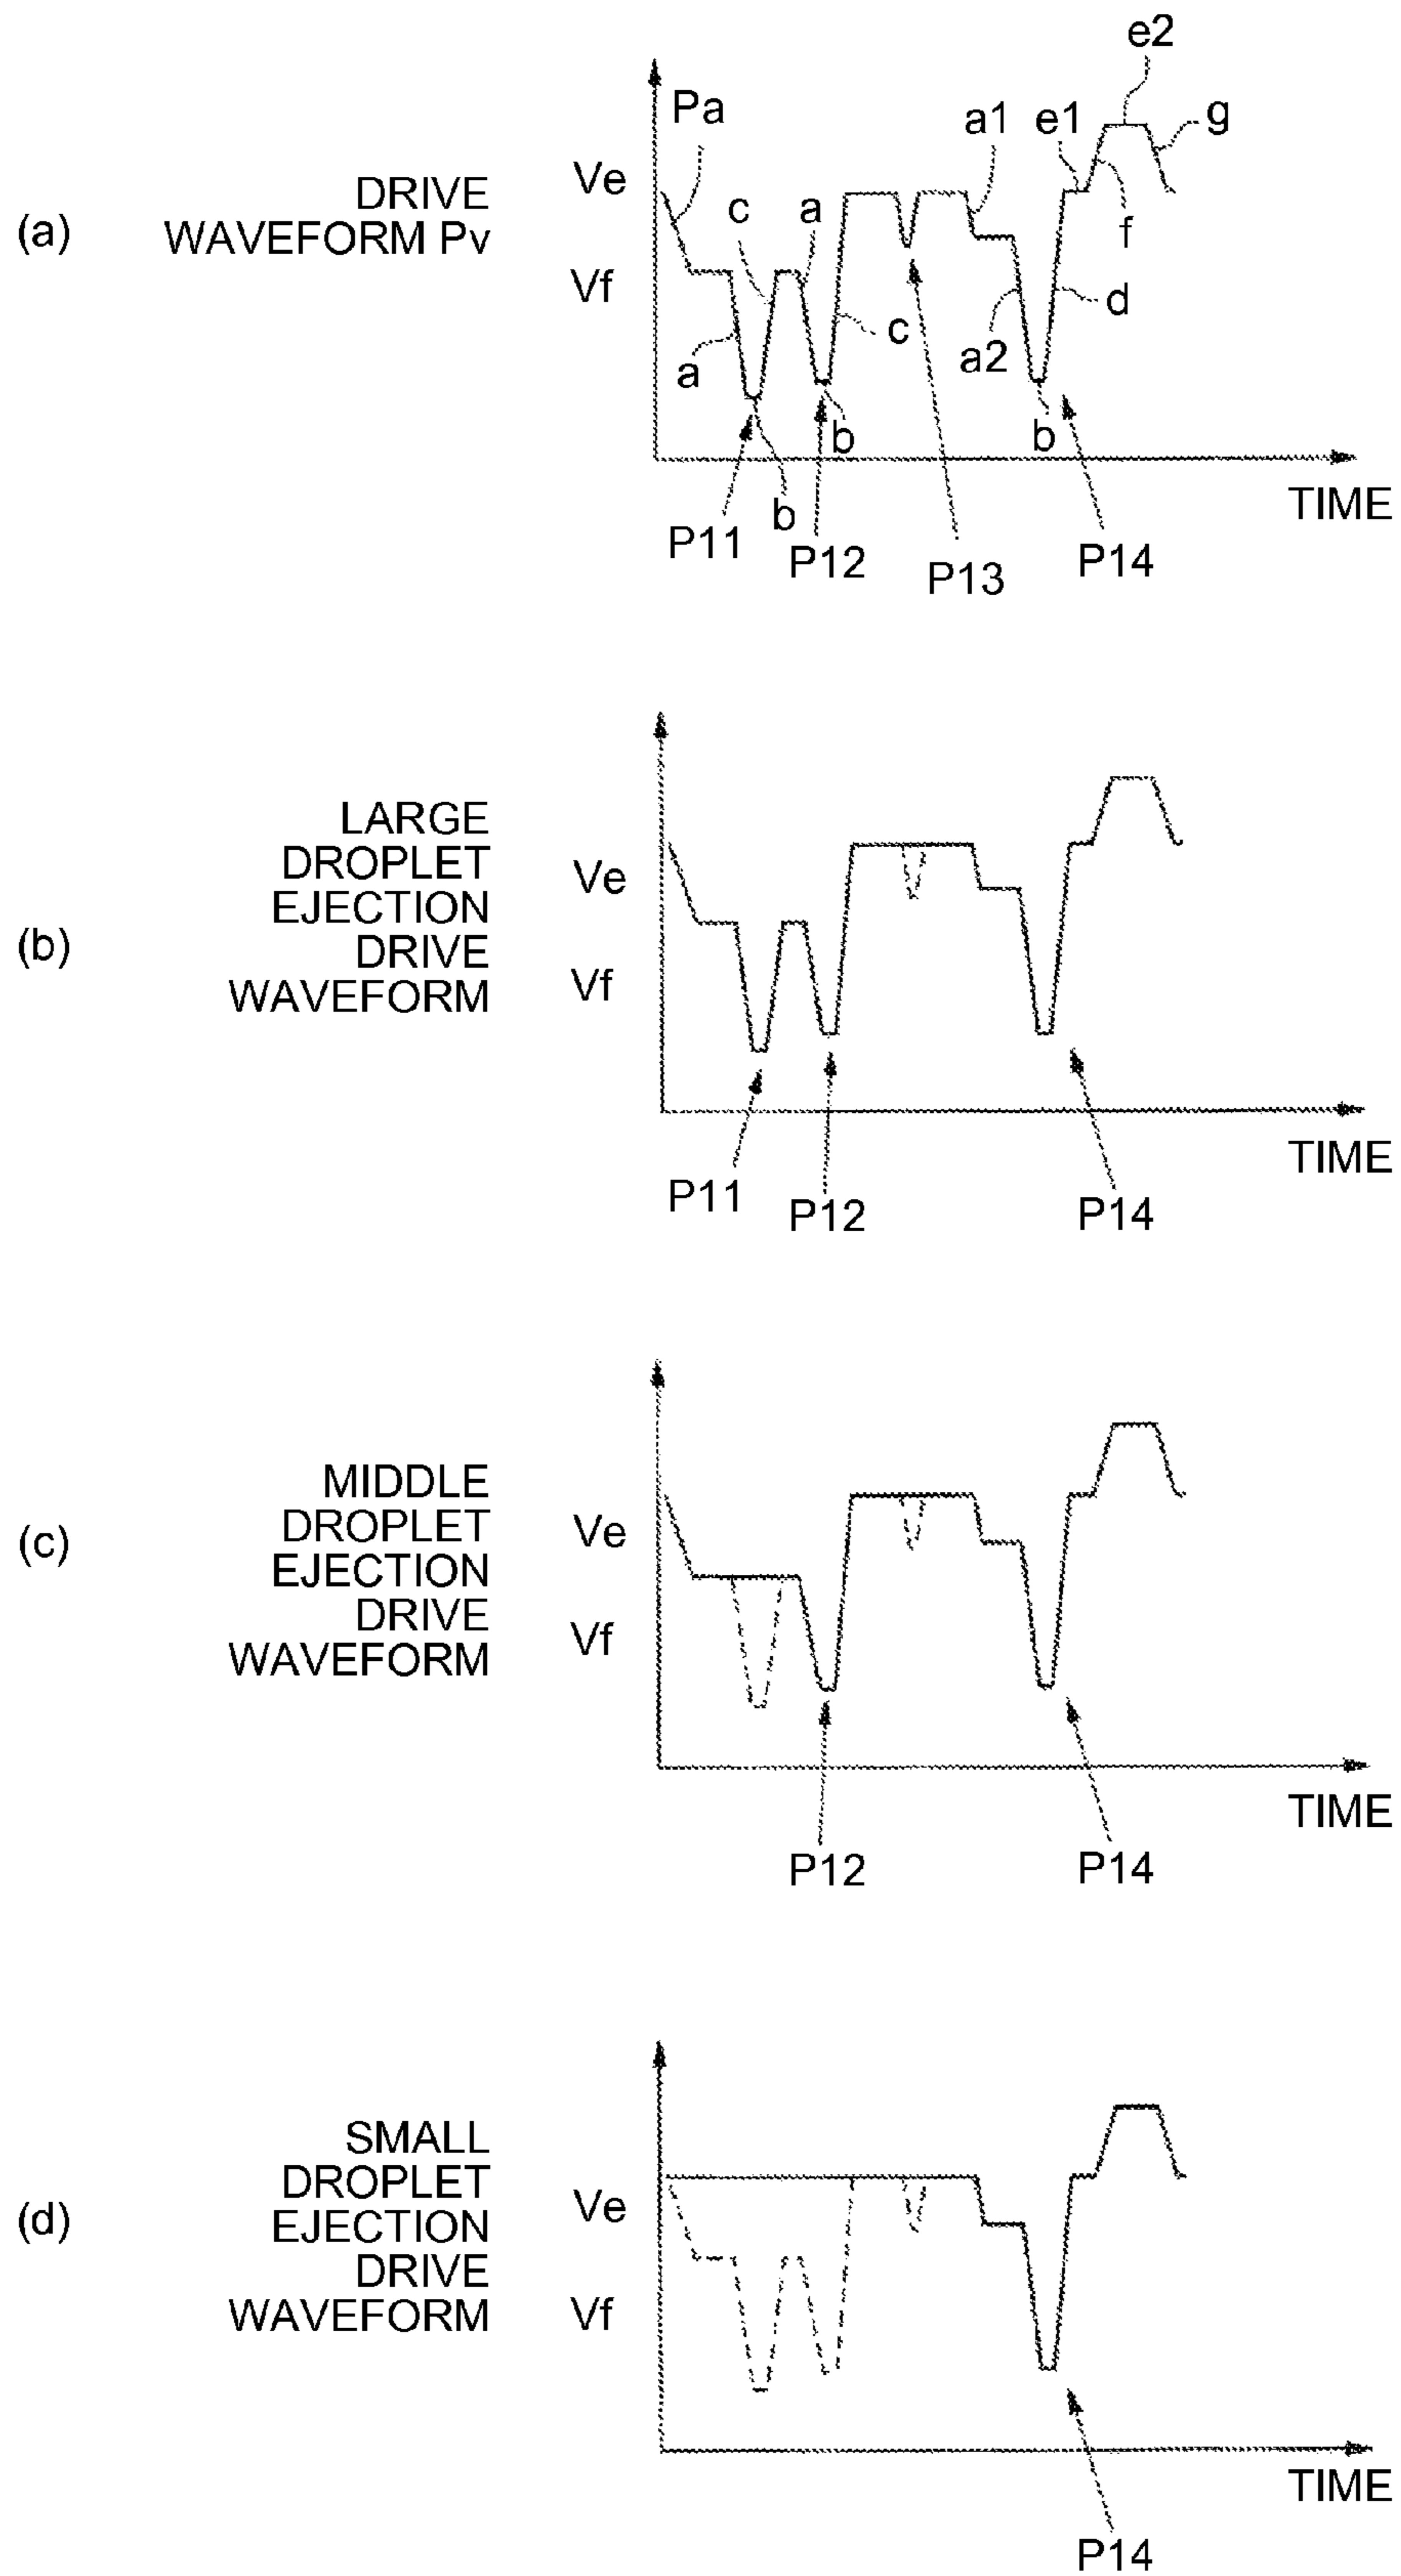 (a)
DRIVE
WAVEFORM Pv
Ve
Vf
Pa
c
a
a1
e1
e2
g
f
d
a
c
a2
b
b
b
P11
P12
P13
P14
TIME
(b)
LARGE
DROPLET
EJECTION
DRIVE
WAVEFORM
Ve
Vf
P11
P12
P14
TIME
(c)
MIDDLE
DROPLET
EJECTION
DRIVE
WAVEFORM
Ve
Vf
P12
P14
TIME
(d)
SMALL
DROPLET
EJECTION
DRIVE
WAVEFORM
Ve
Vf
P14
TIME